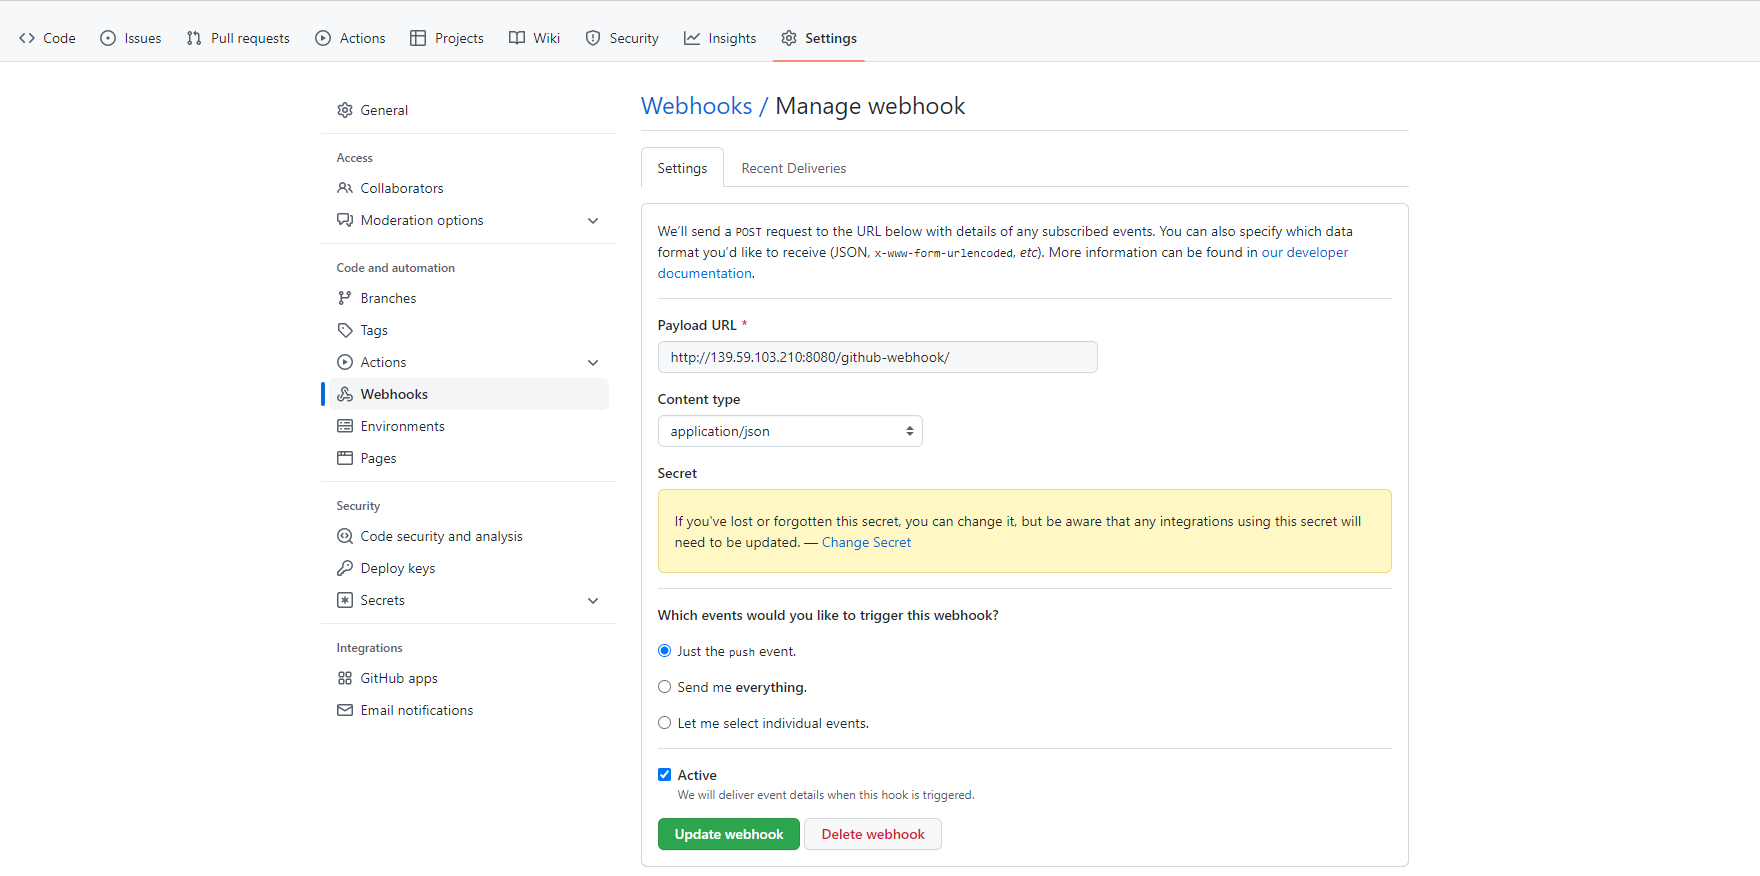 Code Issues Pull requests Actions Projects Wiki Security Insights Settings
General
Access
Collaborators
Moderation options
Code and automation
Branches
Tags
Actions
Webhooks
Environments
Pages
Security
Code security and analysis
Deploy keys
Secrets
Integrations
GitHub apps
Email notifications
Webhooks / Manage webhook
Settings Recent Deliveries
We'll send a POST request to the URL below with details of any subscribed events. You can also specify which data
format you'd like to receive (JSON, x-www-form-urlencoded, etc). More information can be found in our developer
documentation.
Payload URL *
http://139.59.103.210:8080/github-webhook/
Content type
application/json
Secret
If you've lost or forgotten this secret, you can change it, but be aware that any integrations using this secret will
need to be updated. — Change Secret
Which events would you like to trigger this webhook?
Just the push event.
Send me everything.
Let me select individual events.
Active
We will deliver event details when this hook is triggered.
Update webhook Delete webhook